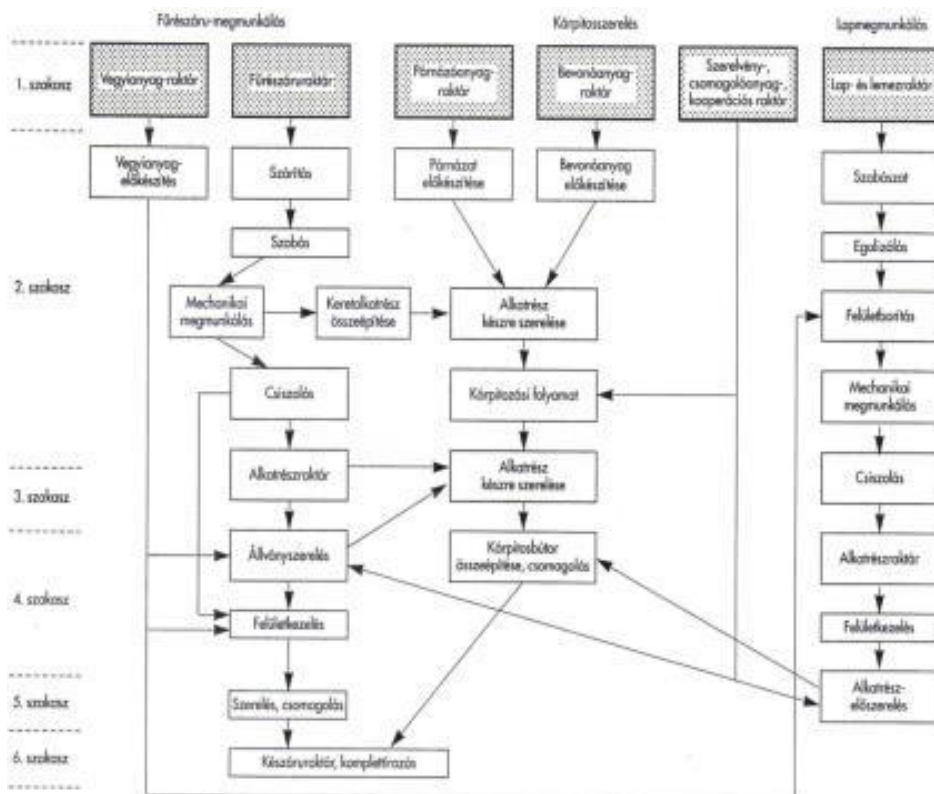 Fűrészáru-megmunkálás
Kárpitosszerelés
Lapmegmunkálás
1. szakasz
Vegyianyag-raktár
Fűrészáruraktár
Párnázóanyag-
raktár
Bevonóanyag-
raktár
Szerelvény-,
csomagolóanyag-,
kooperációs raktár
Lap- és lemezraktár
Vegyianyag-
előkészítés
Szárítás
Párnázat
előkészítése
Bevonóanyag
előkészítése
Szabászat
Szabás
Egalizálás
2. szakasz
Mechanikai
megmunkálás
Keretalkatrész
összeépítése
Alkatrész
készre szerelése
Felületborítás
Csiszolás
Kárpitozási folyamat
Mechanikai
megmunkálás
Alkatrészraktár
Alkatrész
készre szerelése
Csiszolás
3. szakasz
Állványszerelés
Kárpitosbútor
összeépítése, csomagolás
Alkatrészraktár
4. szakasz
Felületkezelés
Felületkezelés
5. szakasz
Szerelés, csomagolás
Alkatrész-
előszerelés
6. szakasz
Készáruraktár, komplettírozás